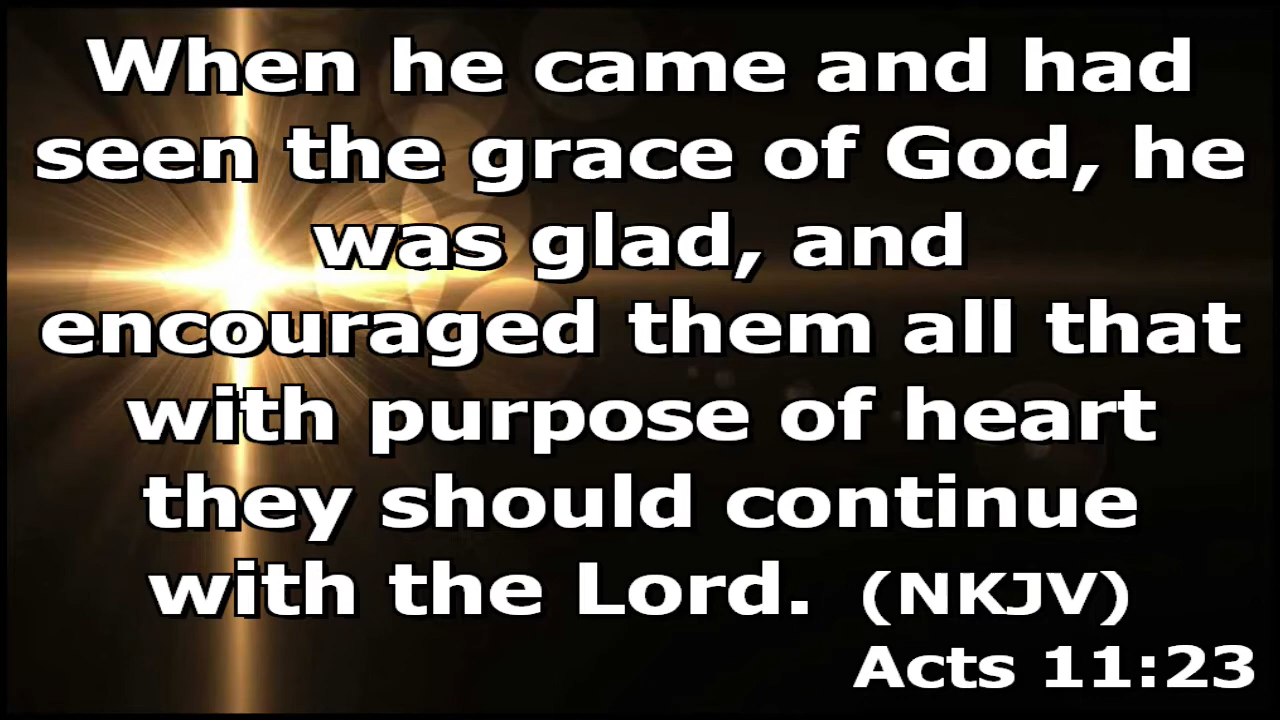 When he came and had
seen the grace of God, he
was glad, and
encouraged them all that
with purpose of heart
they should continue
with the Lord. (NKJV)
Acts 11:23